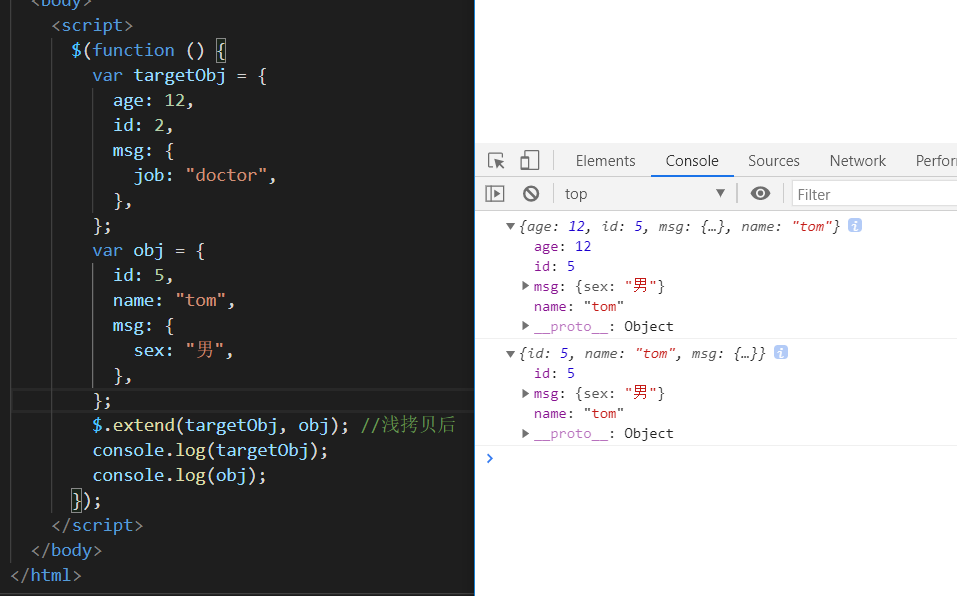 <body>
<script>
$(function () {
var targetObj = {
age: 12,
id: 2,
msg: {
job: "doctor",
},
};
var obj = {
id: 5,
name: "tom",
msg: {
sex: "男",
},
};
$.extend(targetObj, obj); //浅拷贝后
console.log(targetObj);
console.log(obj);
});
</script>
</body>
</html>
Elements Console Sources Network Perfor
top Filter
▼{age: 12, id: 5, msg: {…}, name: "tom"} i
age: 12
id: 5
▶msg: {sex: "男"}
name: "tom"
▶__proto__: Object
▼{id: 5, name: "tom", msg: {…}} i
id: 5
▶msg: {sex: "男"}
name: "tom"
▶__proto__: Object
>